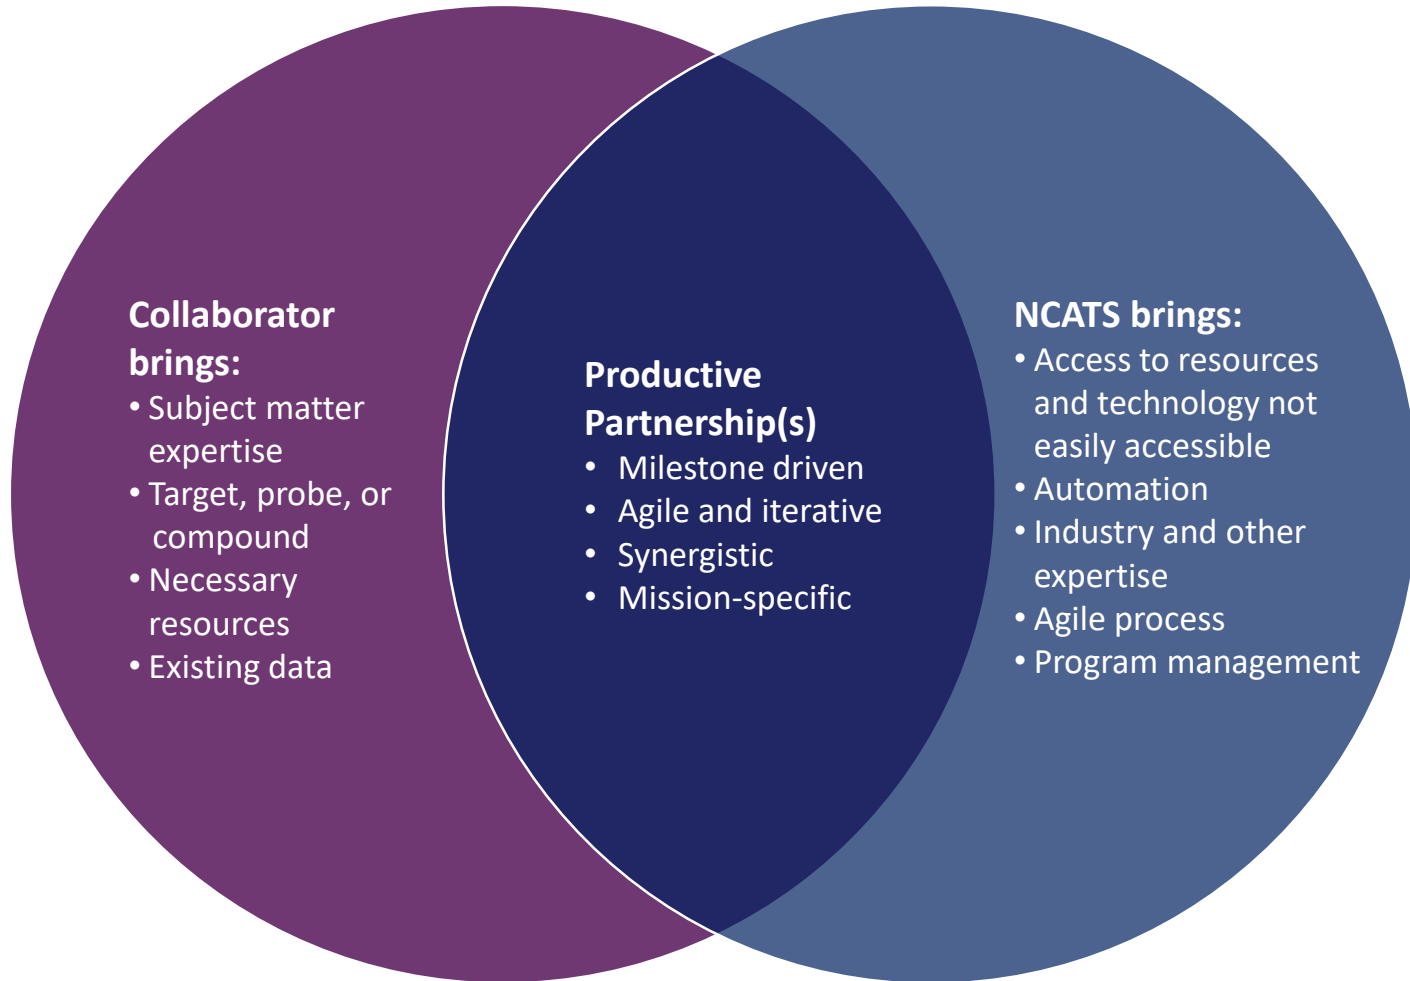 Collaborator
brings:
• Subject matter
expertise
• Target, probe, or
compound
• Necessary
resources
• Existing data
Productive
Partnership(s)
• Milestone driven
• Agile and iterative
• Synergistic
• Mission-specific
NCATS brings:
• Access to resources
and technology not
easily accessible
• Automation
• Industry and other
expertise
• Agile process
• Program management